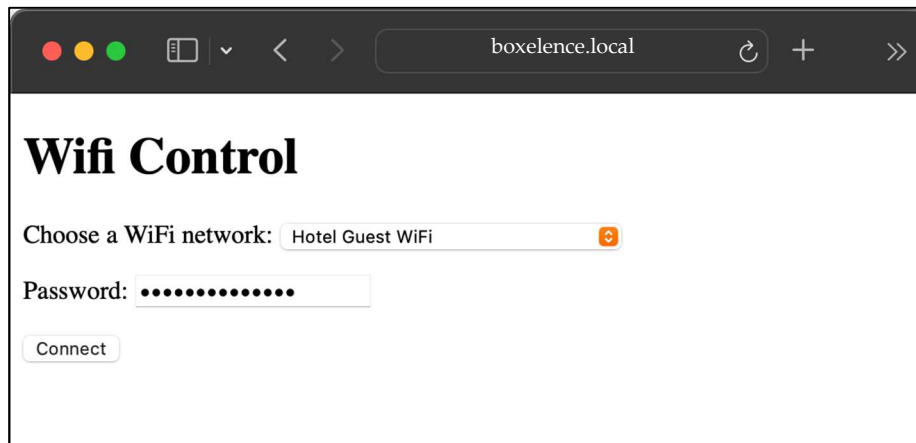 boxelence.local
Wifi Control
Choose a WiFi network: Hotel Guest WiFi
Password: ••••••••••••••
Connect